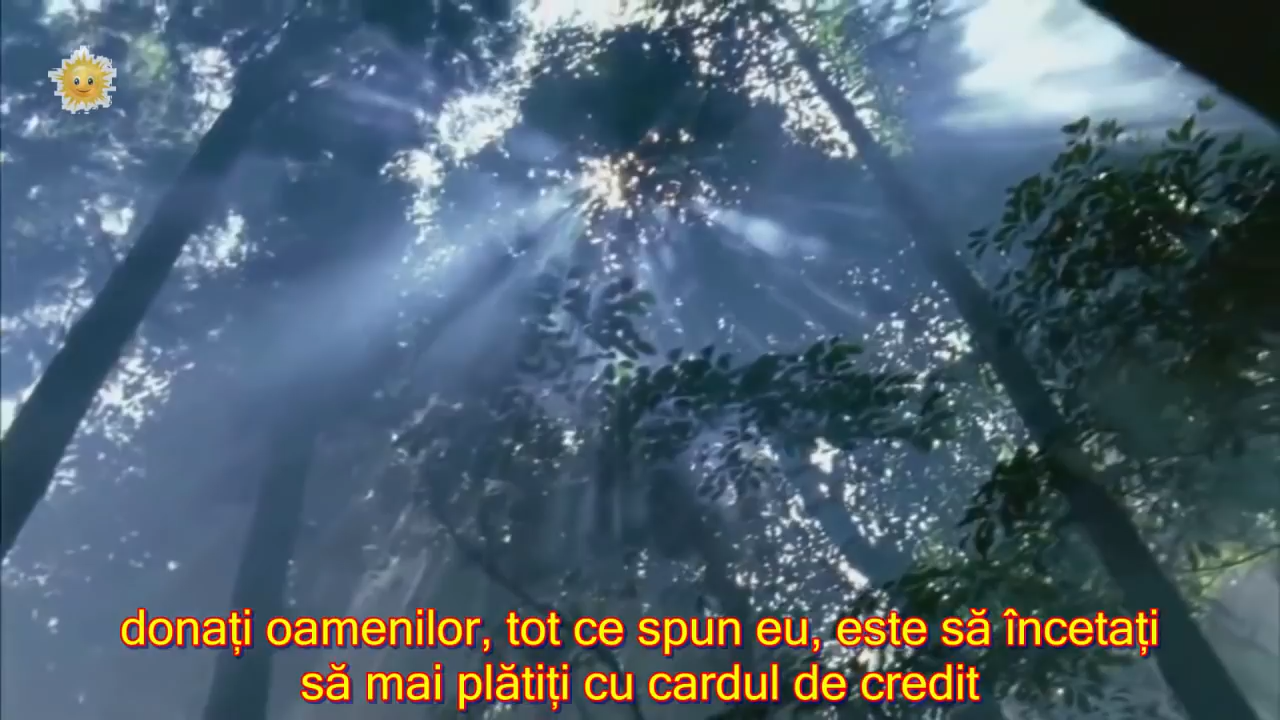 donați oamenilor, tot ce spun eu, este să încetați
să mai plătiți cu cardul de credit